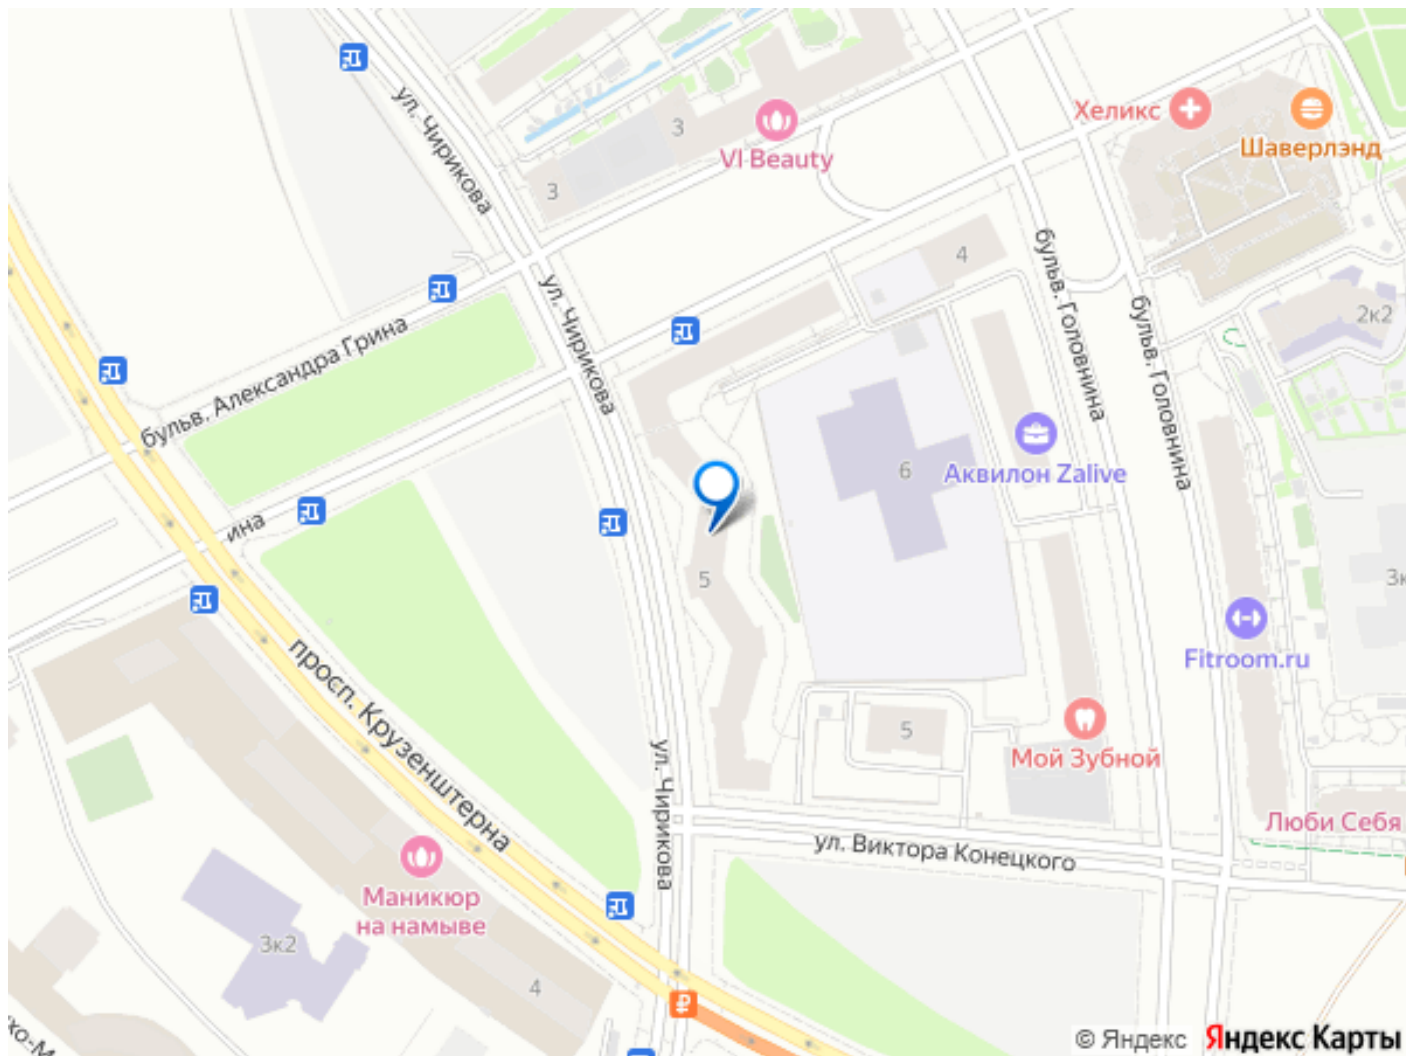 ул. Чирикова
3
VI Beauty
3
Хеликс
Шаверлэнд
бульв. Александра Грина
ул. Чирикова
4
бульв. Головнина
бульв. Головнина
2к2
6
Аквилон Zalive
ина
5
просп. Крузенштерна
Fitroom.ru
5
Мой Зубной
ул. Чирикова
Люби Себя
ул. Виктора Конецкого
Маникюр
на намыве
3к2
4
₽
© Яндекс Яндекс Карты